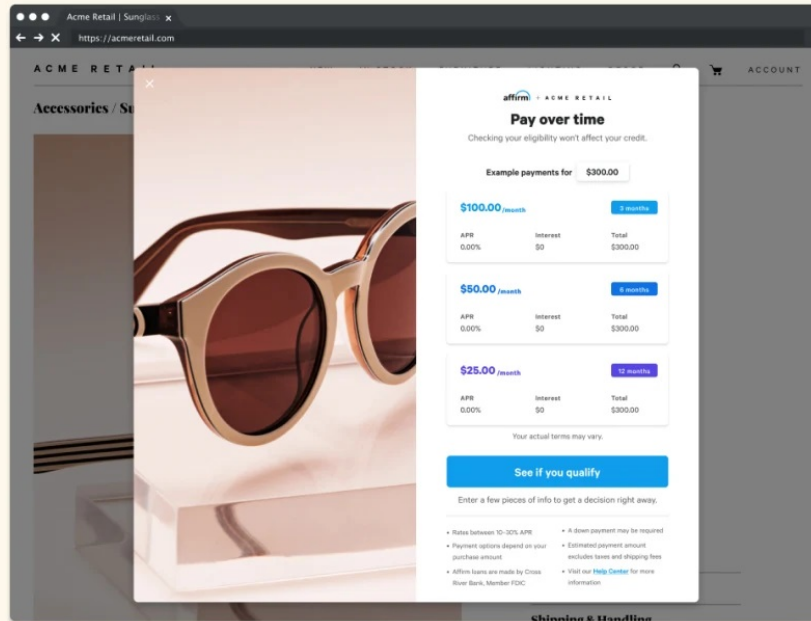 Acme Retail | Sunglass x
https://acmeretail.com
ACME RETAIL
ACCOUNT
Accessories / Su
affirm + ACME RETAIL
Pay over time
Checking your eligibility won't affect your credit.
Example payments for $300.00
$100.00 /month 3 months
APR Interest Total
0.00% $0 $300.00
$50.00 /month 6 months
APR Interest Total
0.00% $0 $300.00
$25.00 /month 12 months
APR Interest Total
0.00% $0 $300.00
Your actual terms may vary.
See if you qualify
Enter a few pieces of info to get a decision right away.
• Rates between 10-30% APR
• Payment options depend on your
purchase amount
• Affirm loans are made by Cross
River Bank, Member FDIC
• A down payment may be required
• Estimated payment amount
excludes taxes and shipping fees
• Visit our Help Center for more
information
Shipping & Handling